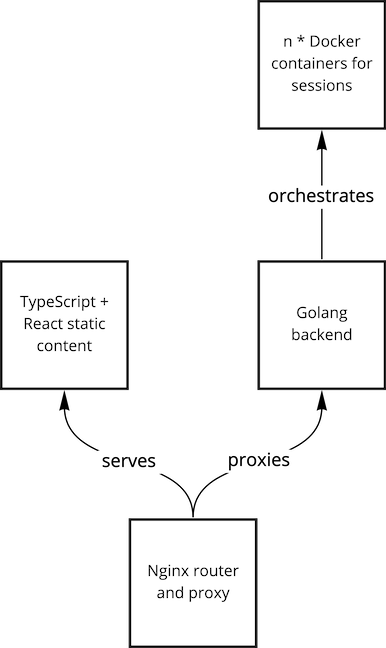 n * Docker
containers for
sessions
orchestrates
TypeScript +
React static
content
Golang
backend
serves
proxies
Nginx router
and proxy